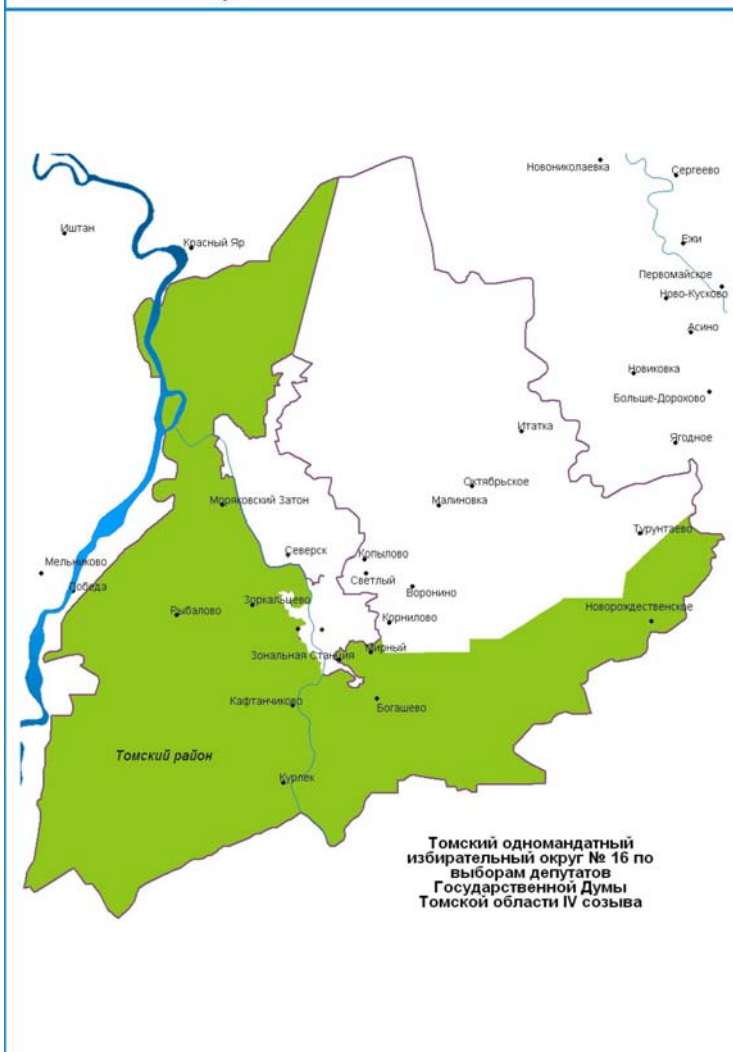 Новониколаевка
Сергеево
Иштан
Красный Яр
Ежи
Первомайское
Ново-Кусково
Асино
Новиковка
Больше-Дорохово
Итатка
Ягодное
Октябрьское
Моряковский Затон
Малиновка
Турунтаево
Северск
Копылово
Мельниково
Светлый
Победа
Воронино
Зоркальцево
Рыбалово
Новорождественское
Корнилово
Мирный
Зональная Станция
Кафтанчиково
Богашево
Томский район
Курлек
Томский одномандатный
избирательный округ № 16 по
выборам депутатов
Государственной Думы
Томской области IV созыва